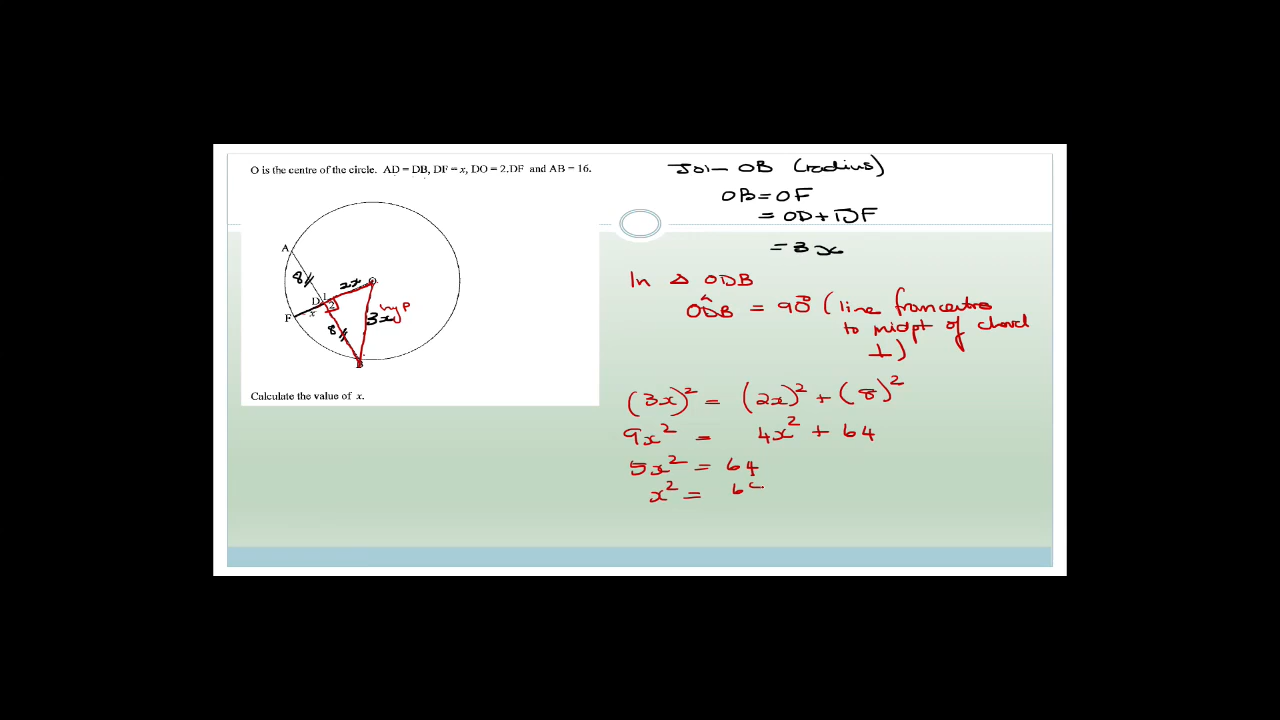 O is the centre of the circle. AD = DB, DF = x, DO = 2.DF and AB = 16.
A
8
2x
O
D
1
2
F
x
8
3x
hyp
B
Calculate the value of x.
Join OB (radius)
OB = OF
= OD + DF
= 3x
In △ ODB
OD̂B = 90° (line from centre
to midpt of chord
⊥)
(3x)² = (2x)² + (8)²
9x² = 4x² + 64
5x² = 64
x² = 6